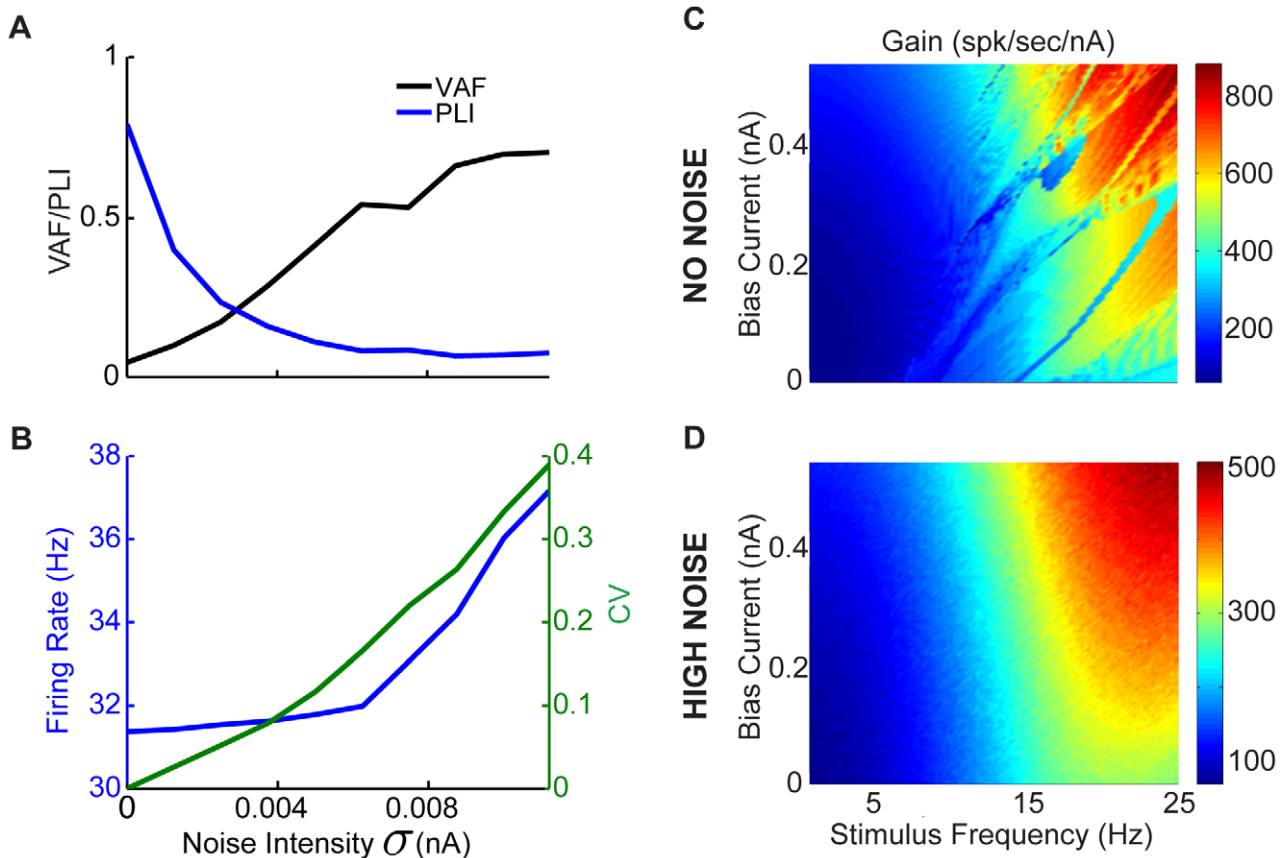 A
1
VAF
PLI
VAF/PLI
0.5
0
B
38
36
34
32
30
Firing Rate (Hz)
0.4
0.3
0.2
0.1
0
CV
0
0.004
0.008
Noise Intensity σ (nA)
C
Gain (spk/sec/nA)
NO NOISE
Bias Current (nA)
0.4
0.2
0
800
600
400
200
D
HIGH NOISE
Bias Current (nA)
0.4
0.2
0
500
300
100
5
15
25
Stimulus Frequency (Hz)